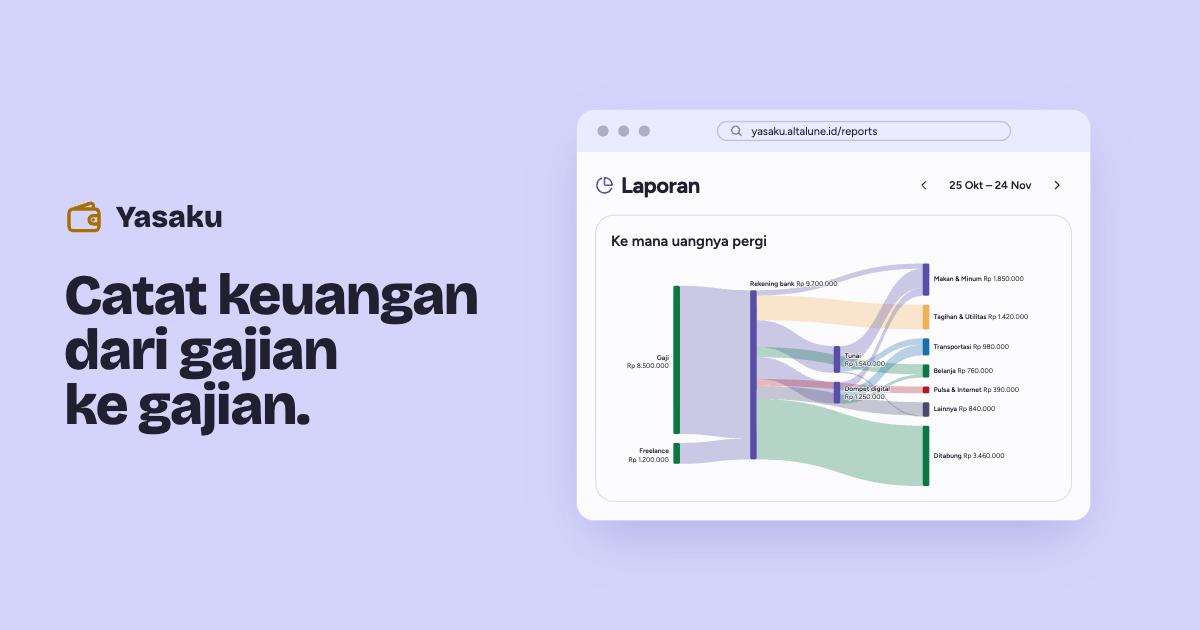 Yasaku
Catat keuangan
dari gajian
ke gajian.
yasaku.altalune.id/reports
Laporan
25 Okt – 24 Nov
Ke mana uangnya pergi
Gaji
Rp 8.500.000
Freelance
Rp 1.200.000
Rekening bank Rp 9.700.000
Tunai
Rp 1.540.000
Dompet digital
Rp 1.250.000
Makan & Minum Rp 1.850.000
Tagihan & Utilitas Rp 1.420.000
Transportasi Rp 980.000
Belanja Rp 760.000
Pulsa & Internet Rp 390.000
Lainnya Rp 840.000
Ditabung Rp 3.460.000